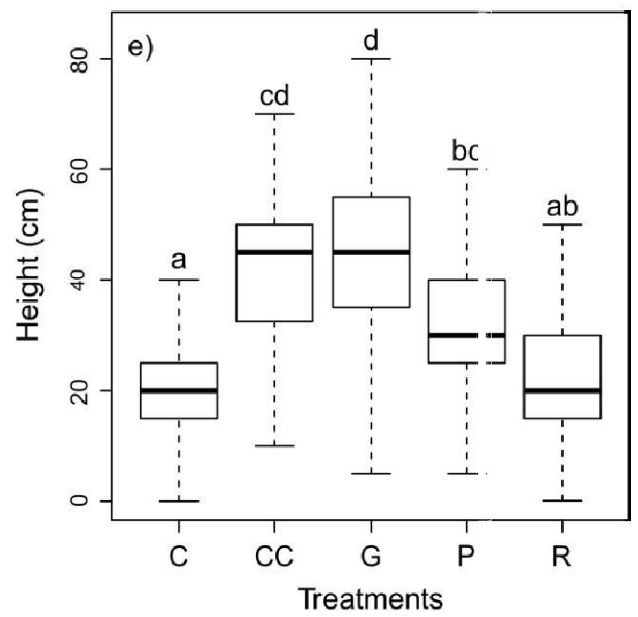 e)
d
cd
bc
ab
a
80
60
40
20
0
Height (cm)
C CC G P R
Treatments